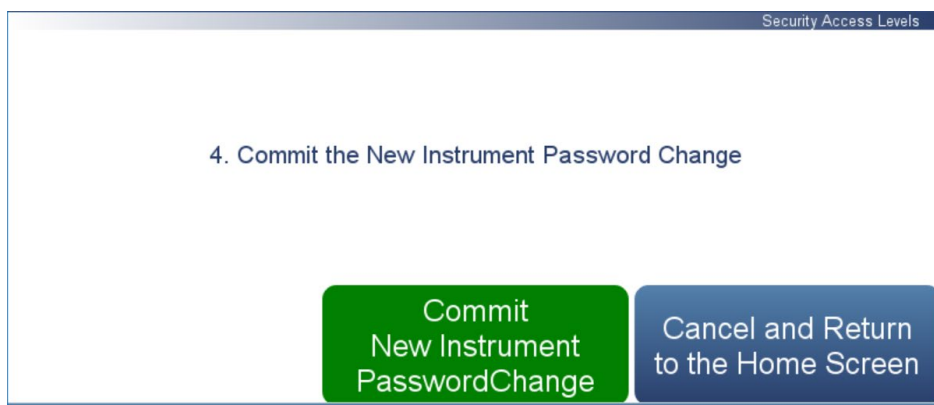 Security Access Levels
4. Commit the New Instrument Password Change
Commit
New Instrument
PasswordChange
Cancel and Return
to the Home Screen